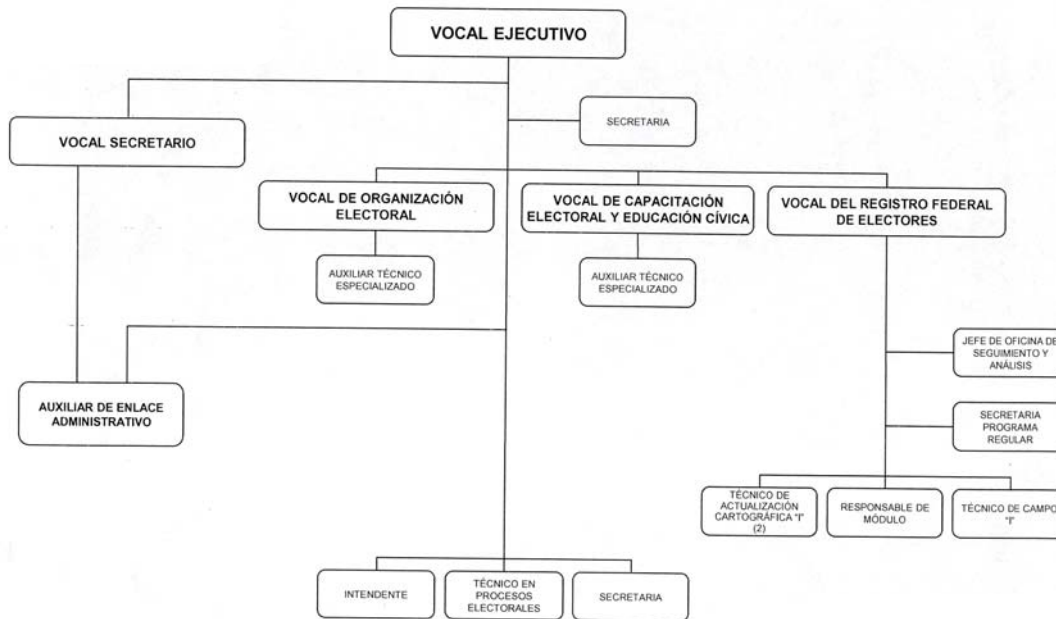 VOCAL EJECUTIVO
SECRETARIA
VOCAL SECRETARIO
VOCAL DE ORGANIZACIÓN
ELECTORAL
VOCAL DE CAPACITACIÓN
ELECTORAL Y EDUCACIÓN CÍVICA
VOCAL DEL REGISTRO FEDERAL
DE ELECTORES
AUXILIAR TÉCNICO
ESPECIALIZADO
AUXILIAR TÉCNICO
ESPECIALIZADO
JEFE DE OFICINA DE
SEGUIMIENTO Y
ANÁLISIS
AUXILIAR DE ENLACE
ADMINISTRATIVO
SECRETARIA
PROGRAMA
REGULAR
TÉCNICO DE
ACTUALIZACIÓN
CARTOGRÁFICA "I"
(2)
RESPONSABLE DE
MÓDULO
TÉCNICO DE CAMPO
"I"
INTENDENTE
TÉCNICO EN
PROCESOS
ELECTORALES
SECRETARIA